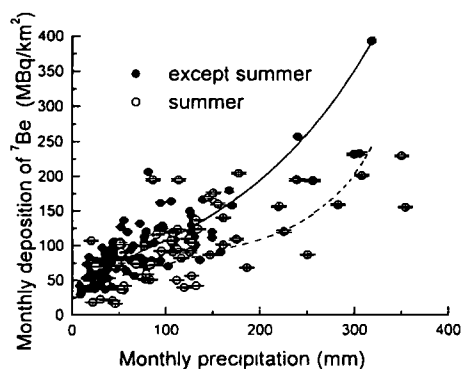 Monthly deposition of ⁷Be (MBq/km²)
400
350
300
250
200
150
100
50
0
except summer
summer
0 100 200 300 400
Monthly precipitation (mm)